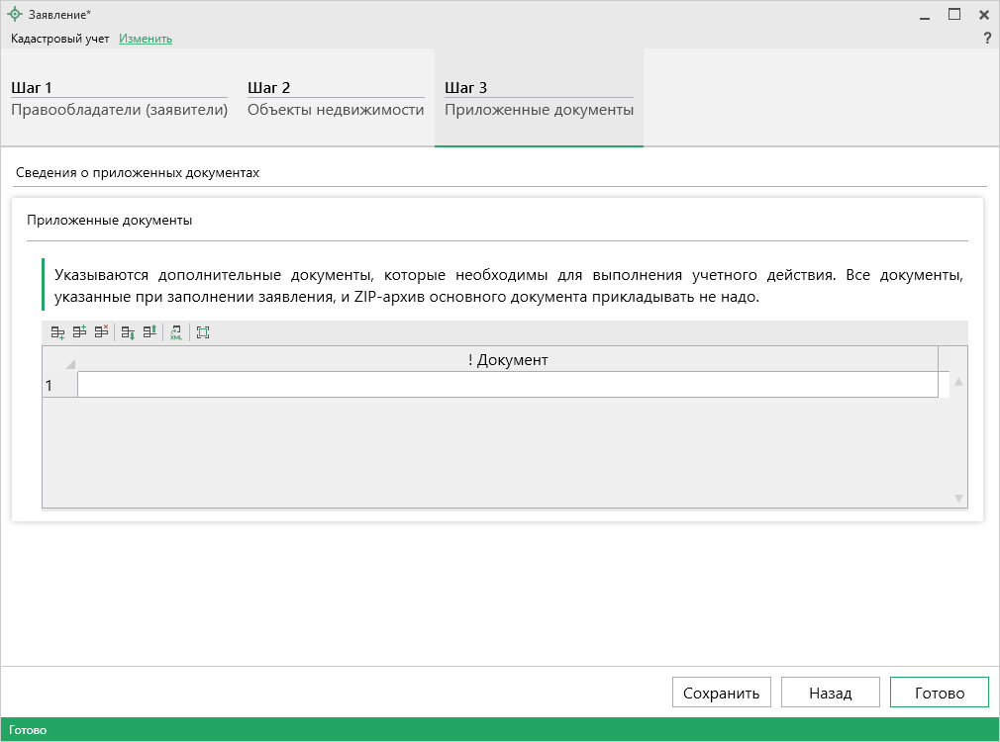 Заявление*
Кадастровый учет Изменить ?
Шаг 1
Правообладатели (заявители)
Шаг 2
Объекты недвижимости
Шаг 3
Приложенные документы
Сведения о приложенных документах
Приложенные документы
Указываются дополнительные документы, которые необходимы для выполнения учетного действия. Все документы,
указанные при заполнении заявления, и ZIP-архив основного документа прикладывать не надо.
XML
! Документ
1
Сохранить Назад Готово
Готово